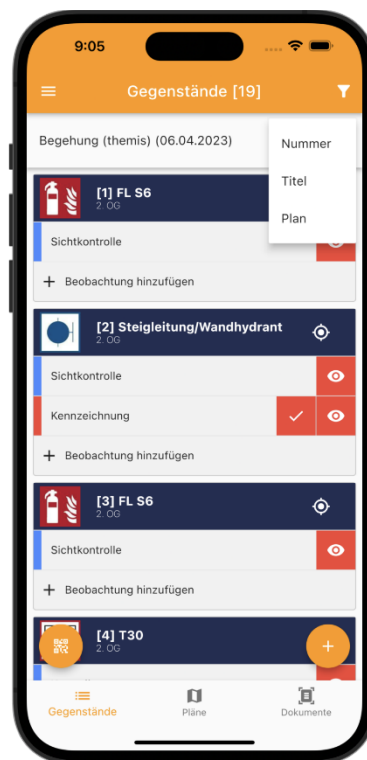 9:05
Gegenstände [19]
Begehung (themis) (06.04.2023)
Nummer
Titel
Plan
[1] FL S6
2. OG
Sichtkontrolle
Beobachtung hinzufügen
[2] Steigleitung/Wandhydrant
2. OG
Sichtkontrolle
Kennzeichnung
Beobachtung hinzufügen
[3] FL S6
2. OG
Sichtkontrolle
Beobachtung hinzufügen
[4] T30
2. OG
Gegenstände
Pläne
Dokumente